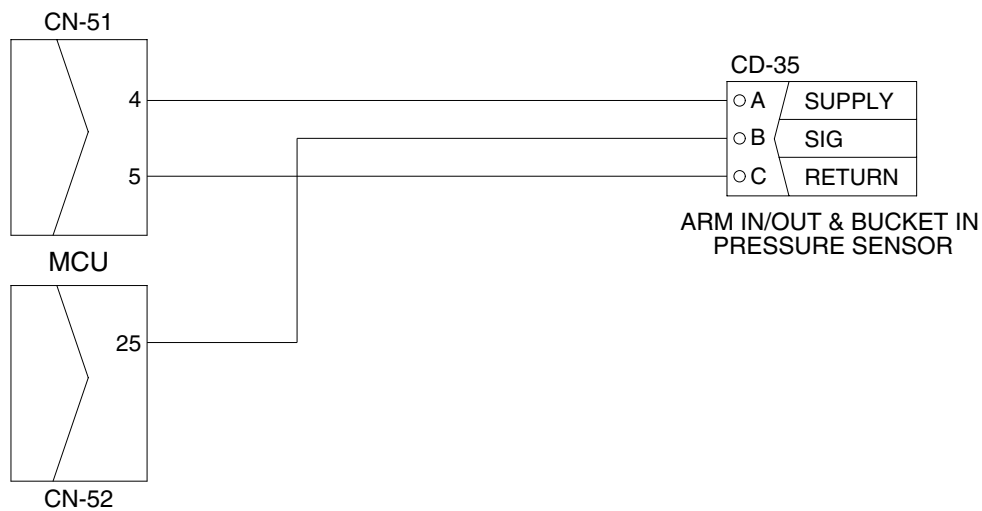 CN-51
4
5
MCU
25
CN-52
CD-35
A SUPPLY
B SIG
C RETURN
ARM IN/OUT & BUCKET IN
PRESSURE SENSOR